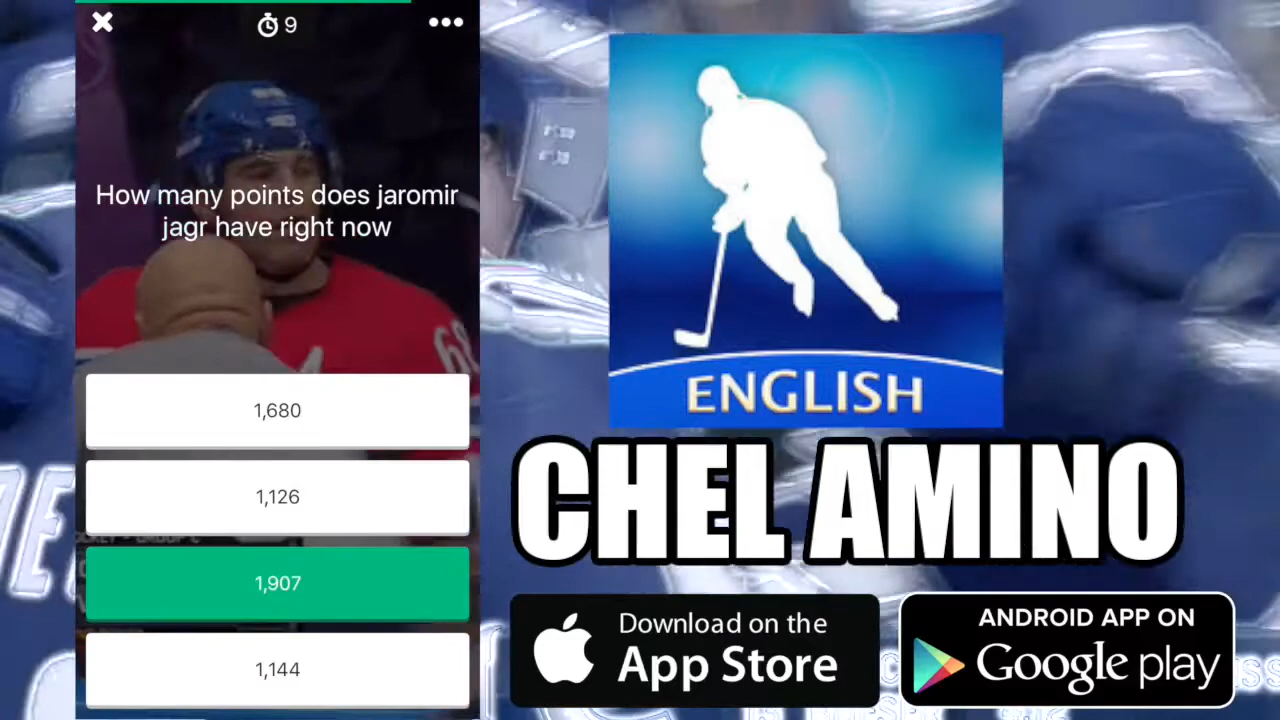 9
How many points does jaromir
jagr have right now
68
1,680
1,126
1,907
1,144
ENGLISH
CHEL AMINO
Download on the
App Store
ANDROID APP ON
Google play